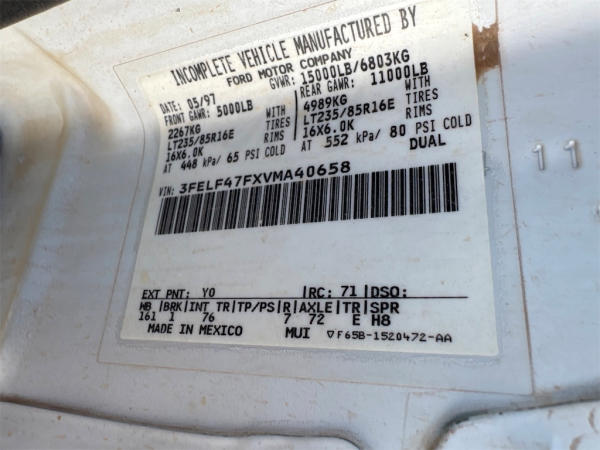 INCOMPLETE VEHICLE MANUFACTURED BY
FORD MOTOR COMPANY
DATE: 05/97 GVWR: 15000LB/6803KG
FRONT GAWR: 5000LB REAR GAWR: 11000LB
2267KG WITH 4989KG WITH
LT235/85R16E TIRES LT235/85R16E TIRES
16X6.0K RIMS 16X6.0K RIMS
AT 448 kPa/ 65 PSI COLD AT 552 kPa/ 80 PSI COLD
DUAL
VIN: 3FELF47FXVMA40658
EXT PNT: YO |RC: 71 |DSO:
WB |BRK|INT TR|TP/PS|R|AXLE|TR|SPR
161 1 76 7 72 E H8
MADE IN MEXICO MUI ▽F65B-1520472-AA
11